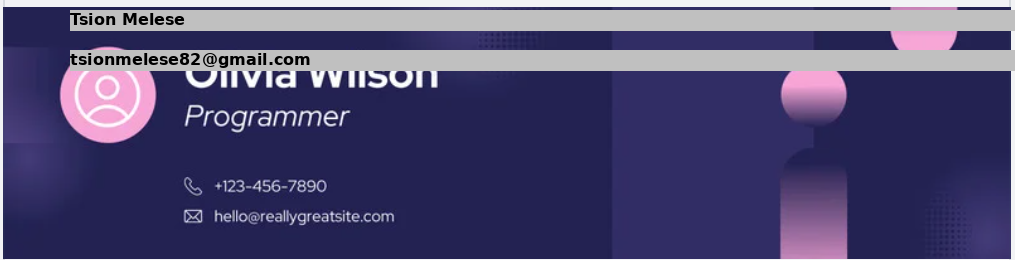 Tsion Melese
tsionmelese82@gmail.com
Olivia Wilson
Programmer
+123-456-7890
hello@reallygreatsite.com